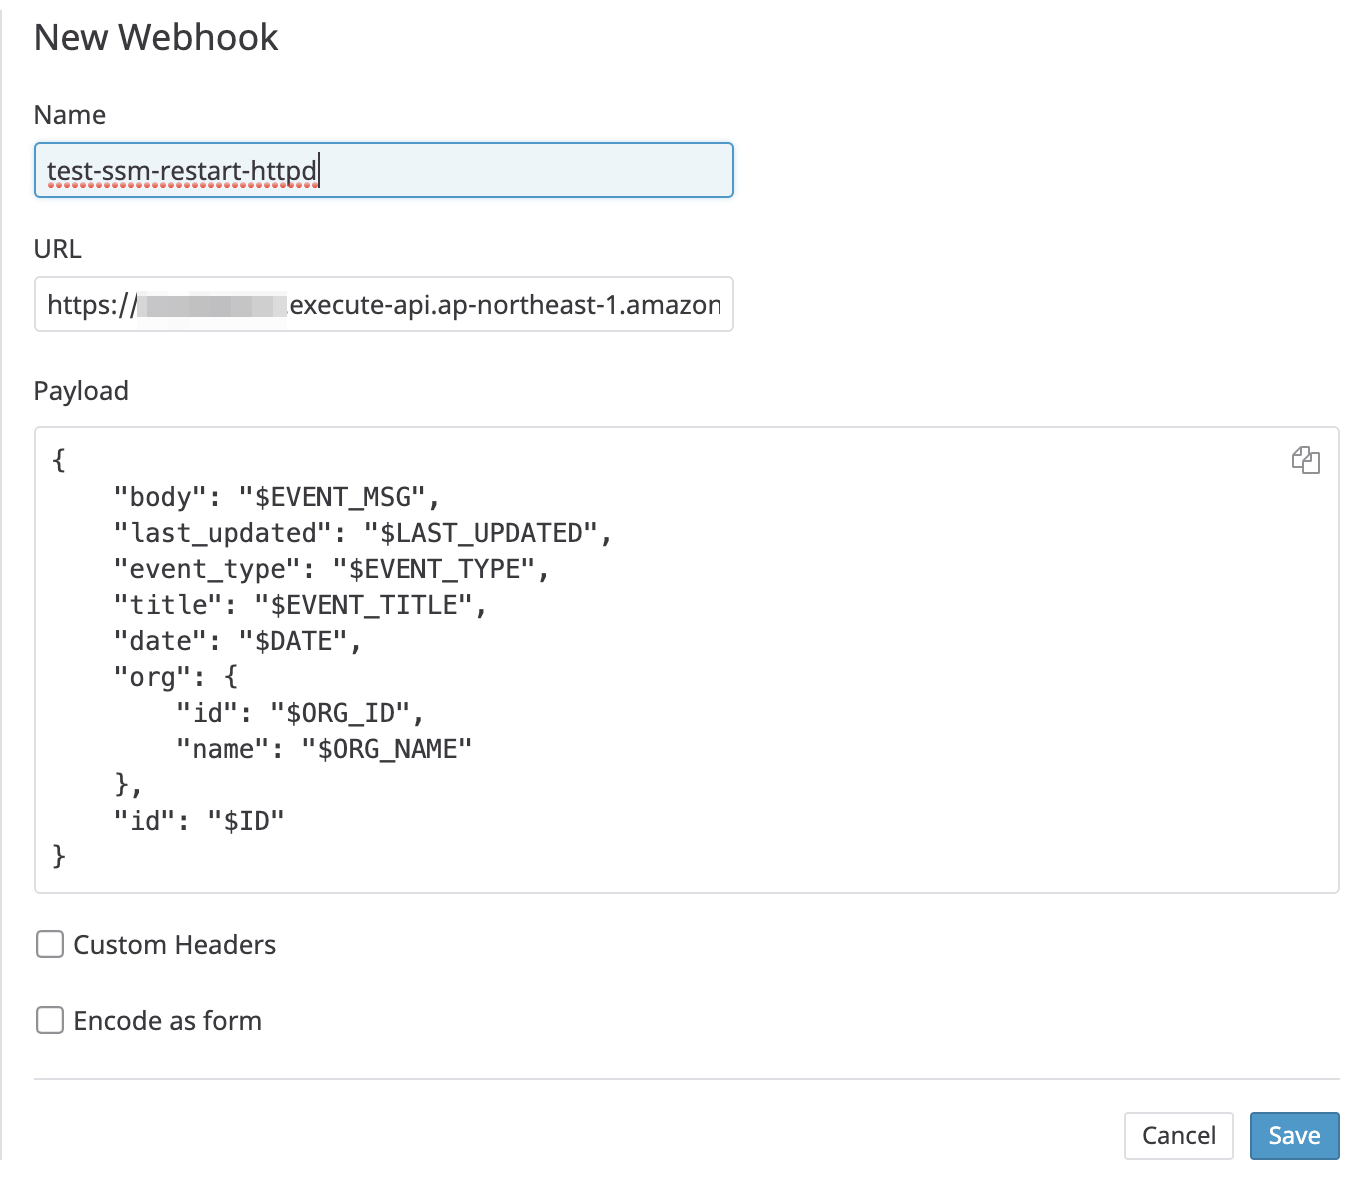 New Webhook
Name
test-ssm-restart-httpd
URL
https://.execute-api.ap-northeast-1.amazon
Payload
{
    "body": "$EVENT_MSG",
    "last_updated": "$LAST_UPDATED",
    "event_type": "$EVENT_TYPE",
    "title": "$EVENT_TITLE",
    "date": "$DATE",
    "org": {
        "id": "$ORG_ID",
        "name": "$ORG_NAME"
    },
    "id": "$ID"
}
Custom Headers
Encode as form
Cancel Save